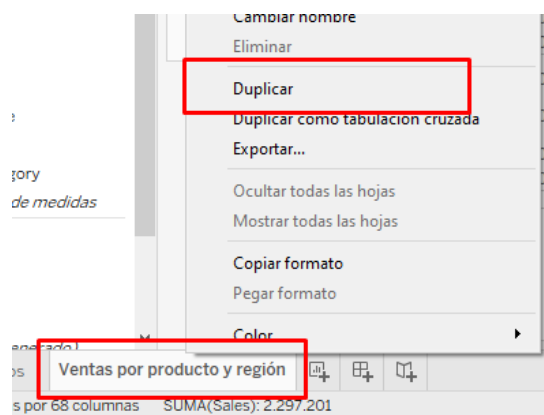 Cambiar nombre
Eliminar
Duplicar
Duplicar como tabulación cruzada
gory
Exportar...
de medidas
Ocultar todas las hojas
Mostrar todas las hojas
Copiar formato
Pegar formato
Color
os
Ventas por producto y región
s por 68 columnas SUMA(Sales): 2.297.201